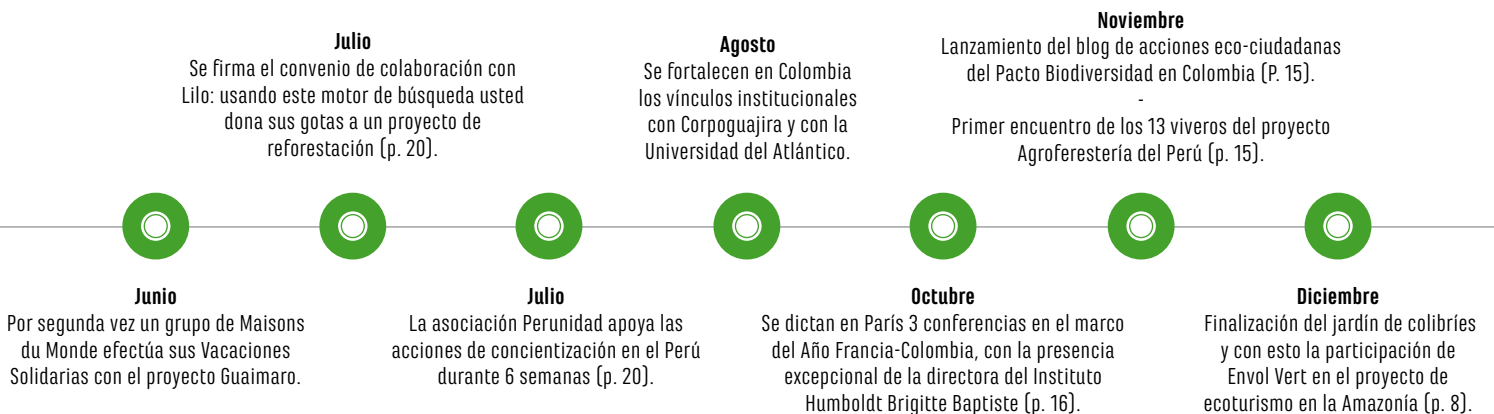 Junio
Por segunda vez un grupo de Maisons
du Monde efectúa sus Vacaciones
Solidarias con el proyecto Guaimaro.
Julio
Se firma el convenio de colaboración con
Lilo: usando este motor de búsqueda usted
dona sus gotas a un proyecto de
reforestación (p. 20).
Julio
La asociación Perunidad apoya las
acciones de concientización en el Perú
durante 6 semanas (p. 20).
Agosto
Se fortalecen en Colombia
los vínculos institucionales
con Corpoguajira y con la
Universidad del Atlántico.
Octubre
Se dictan en París 3 conferencias en el marco
del Año Francia-Colombia, con la presencia
excepcional de la directora del Instituto
Humboldt Brigitte Baptiste (p. 16).
Noviembre
Lanzamiento del blog de acciones eco-ciudadanas
del Pacto Biodiversidad en Colombia (P. 15).
-
Primer encuentro de los 13 viveros del proyecto
Agroferestería del Perú (p. 15).
Diciembre
Finalización del jardín de colibríes
y con esto la participación de
Envol Vert en el proyecto de
ecoturismo en la Amazonía (p. 8).